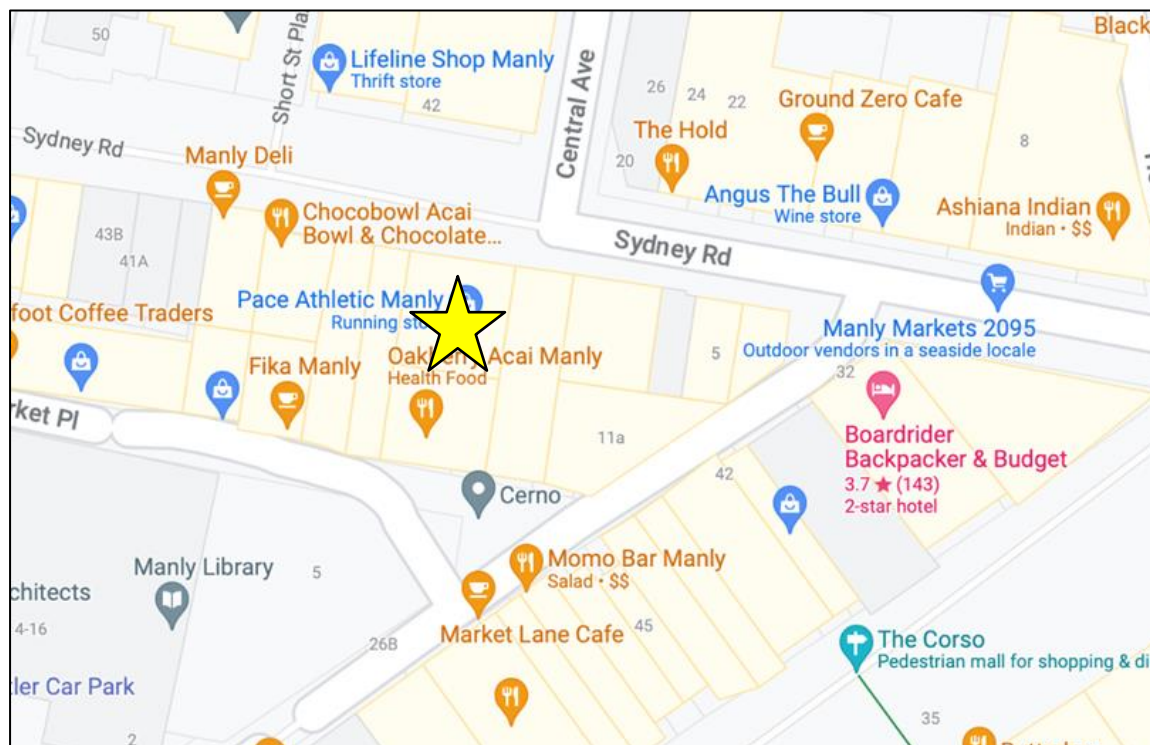 50
Short St Pla
Lifeline Shop Manly
Thrift store
42
Central Ave
Black
26
24
22
Ground Zero Cafe
The Hold
20
8
Sydney Rd
Manly Deli
Angus The Bull
Wine store
Ashiana Indian
Indian • $$
Chocobowl Acai
Bowl & Chocolate...
43B
41A
Sydney Rd
Pace Athletic Manly
Running sto
foot Coffee Traders
Manly Markets 2095
Outdoor vendors in a seaside locale
5
Oakberry Acai Manly
Health Food
Fika Manly
32
rket Pl
11a
Boardrider
Backpacker & Budget
3.7 ★ (143)
2-star hotel
42
Cerno
Momo Bar Manly
Salad • $$
Manly Library
5
chitects
4-16
Market Lane Cafe
45
26B
The Corso
Pedestrian mall for shopping & di
ler Car Park
35
2